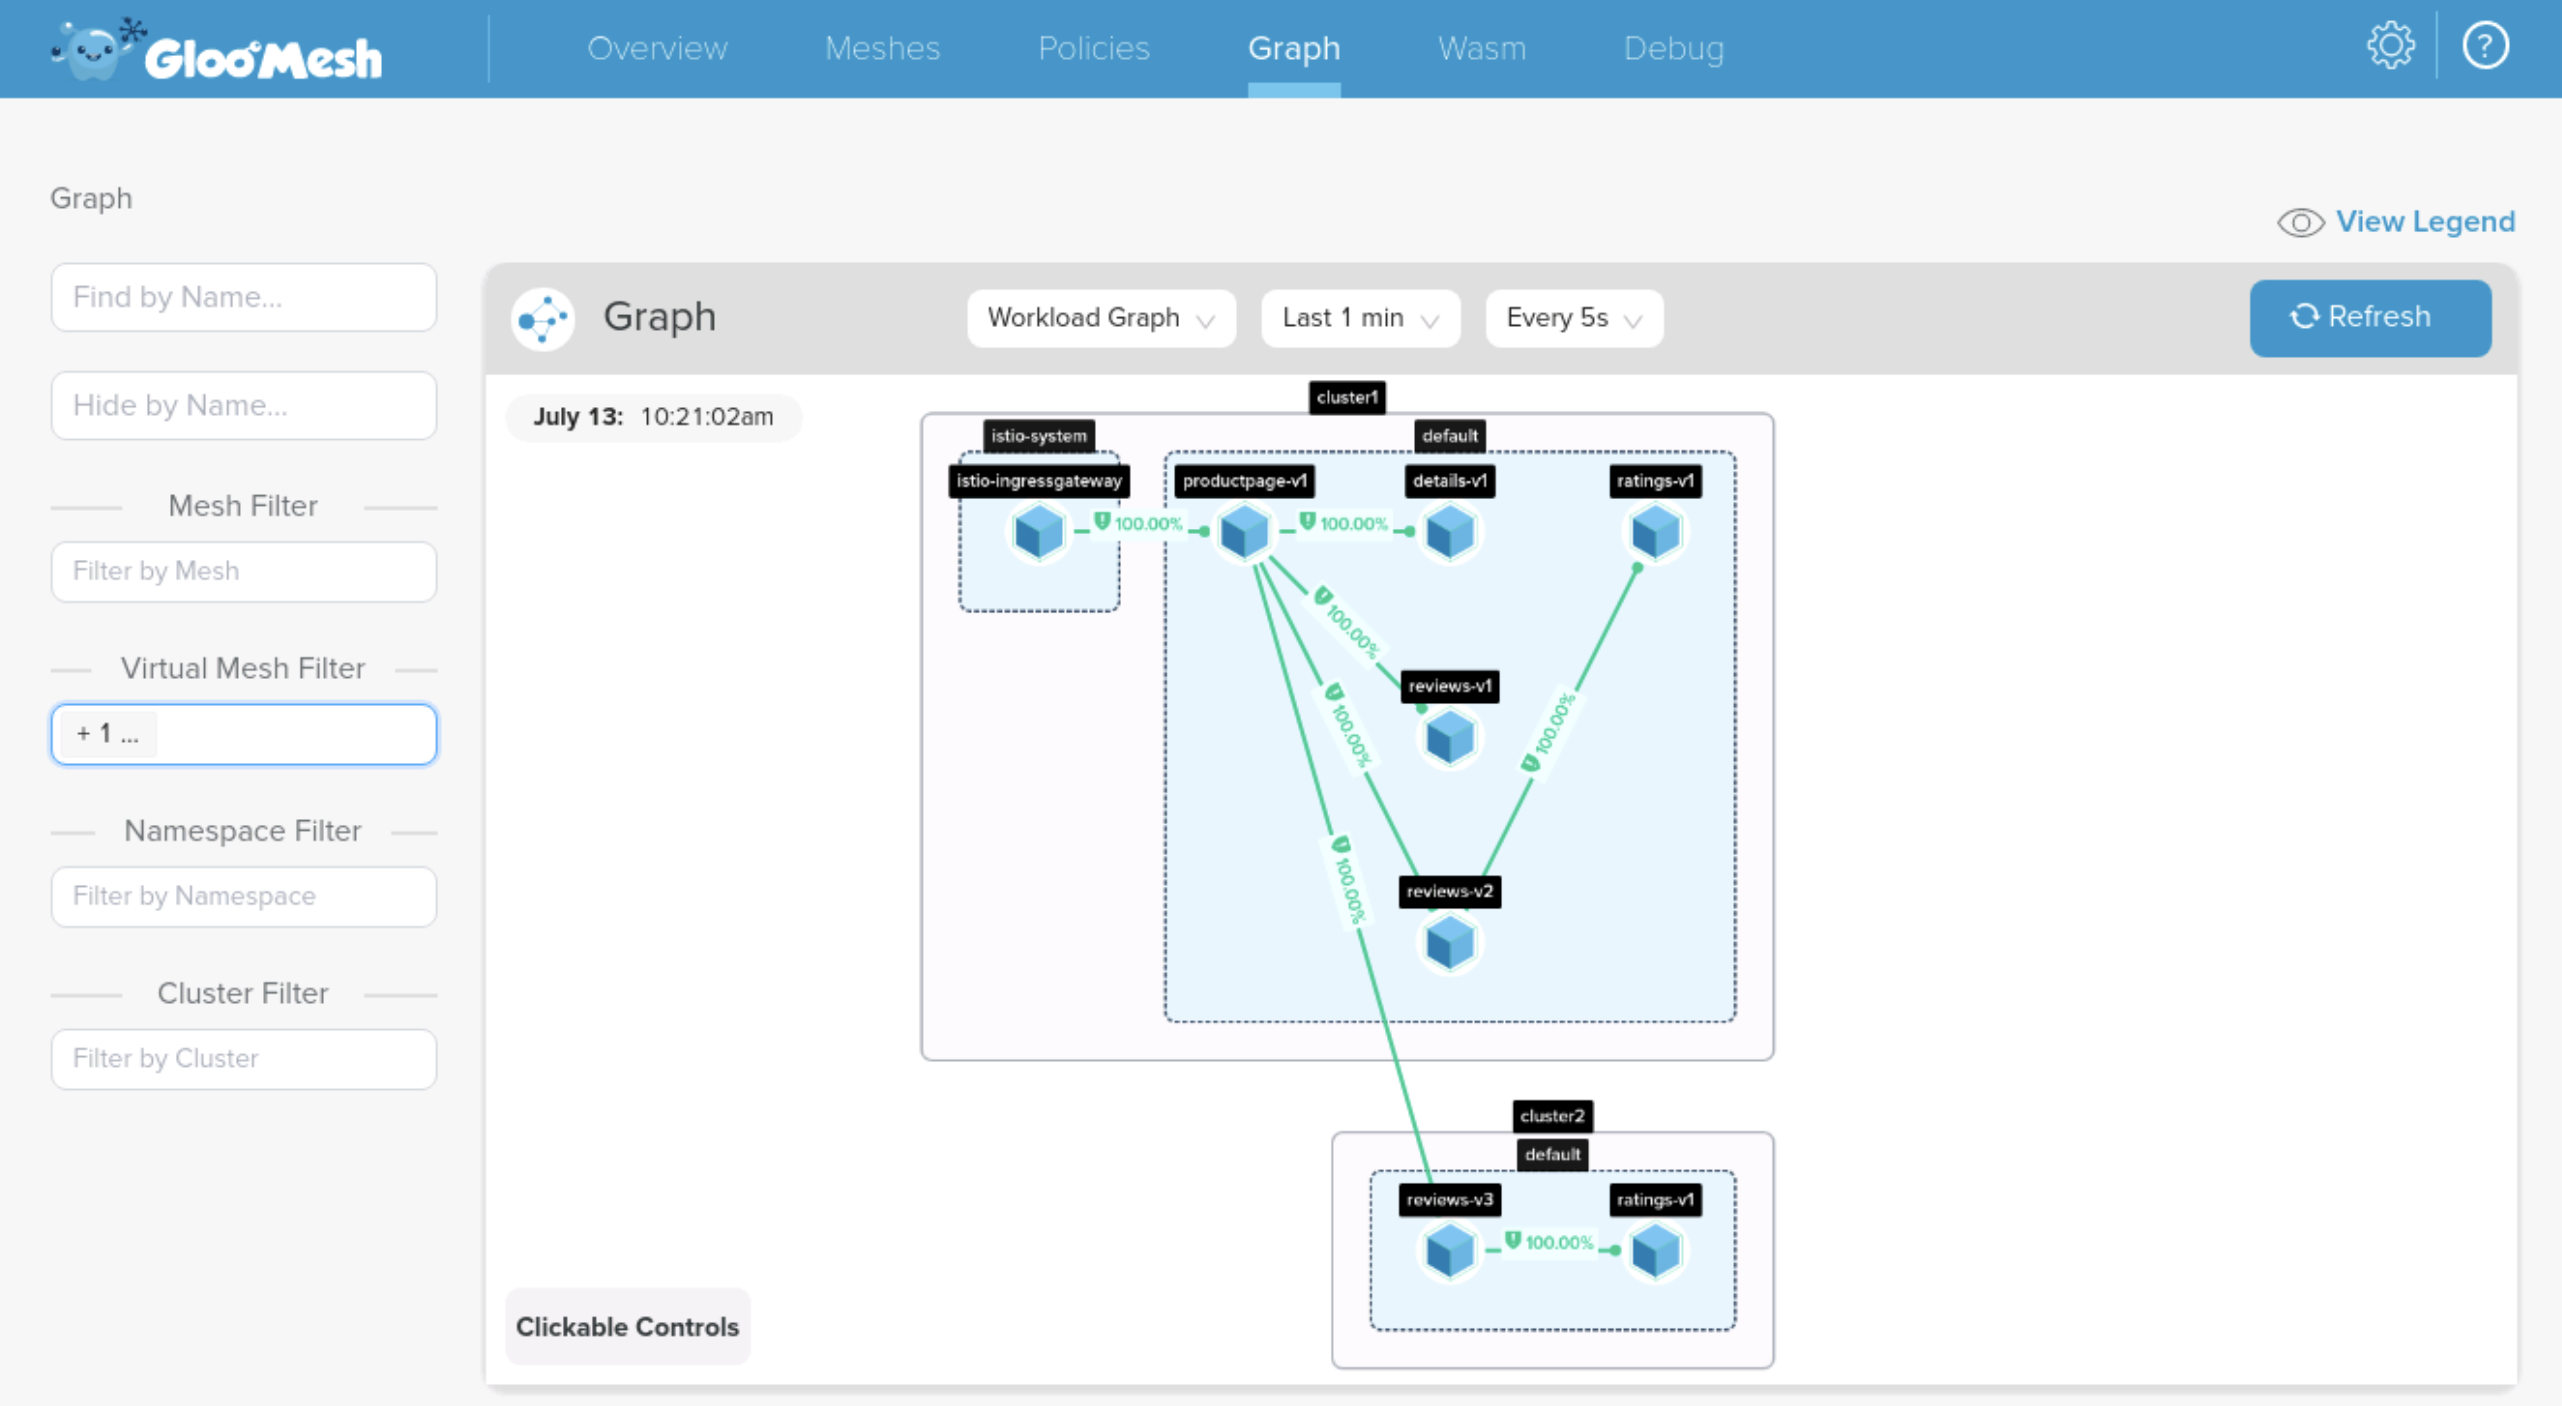 Gloo Mesh
Overview
Meshes
Policies
Graph
Wasm
Debug
?
Graph
View Legend
Find by Name...
Hide by Name...
Mesh Filter
Filter by Mesh
Virtual Mesh Filter
+ 1 ...
Namespace Filter
Filter by Namespace
Cluster Filter
Filter by Cluster
Graph
Workload Graph
Last 1 min
Every 5s
Refresh
July 13: 10:21:02am
cluster1
istio-system
default
istio-ingressgateway
productpage-v1
details-v1
ratings-v1
100.00%
100.00%
100.00%
reviews-v1
100.00%
100.00%
100.00%
reviews-v2
cluster2
default
reviews-v3
ratings-v1
100.00%
Clickable Controls